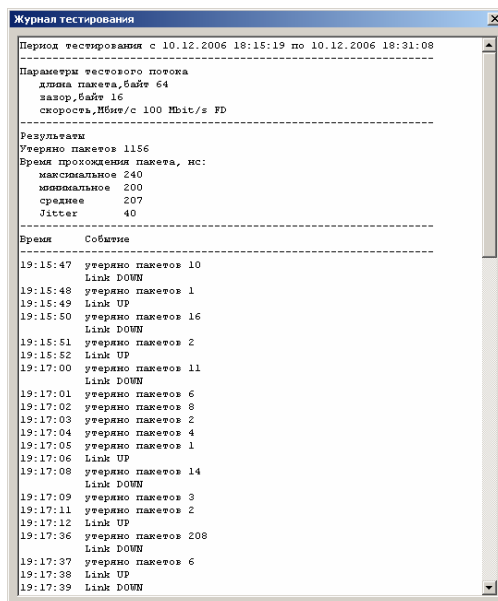 Журнал тестирования
Период тестирования с 10.12.2006 18:15:19 по 10.12.2006 18:31:08
Параметры тестового потока
длина пакета,байт 64
зазор,байт 16
скорость,Мбит/с 100 Mbit/s FD
Результаты
Утеряно пакетов 1156
Время прохождения пакета, нс:
максимальное 240
минимальное 200
среднее 207
Jitter 40
Время Событие
19:15:47 утеряно пакетов 10
Link DOWN
19:15:48 утеряно пакетов 1
19:15:49 Link UP
19:15:50 утеряно пакетов 16
Link DOWN
19:15:51 утеряно пакетов 2
19:15:52 Link UP
19:17:00 утеряно пакетов 11
Link DOWN
19:17:01 утеряно пакетов 6
19:17:02 утеряно пакетов 8
19:17:03 утеряно пакетов 2
19:17:04 утеряно пакетов 4
19:17:05 утеряно пакетов 1
19:17:06 Link UP
19:17:08 утеряно пакетов 14
Link DOWN
19:17:09 утеряно пакетов 3
19:17:11 утеряно пакетов 2
19:17:12 Link UP
19:17:36 утеряно пакетов 208
Link DOWN
19:17:37 утеряно пакетов 6
19:17:38 Link UP
19:17:39 Link DOWN